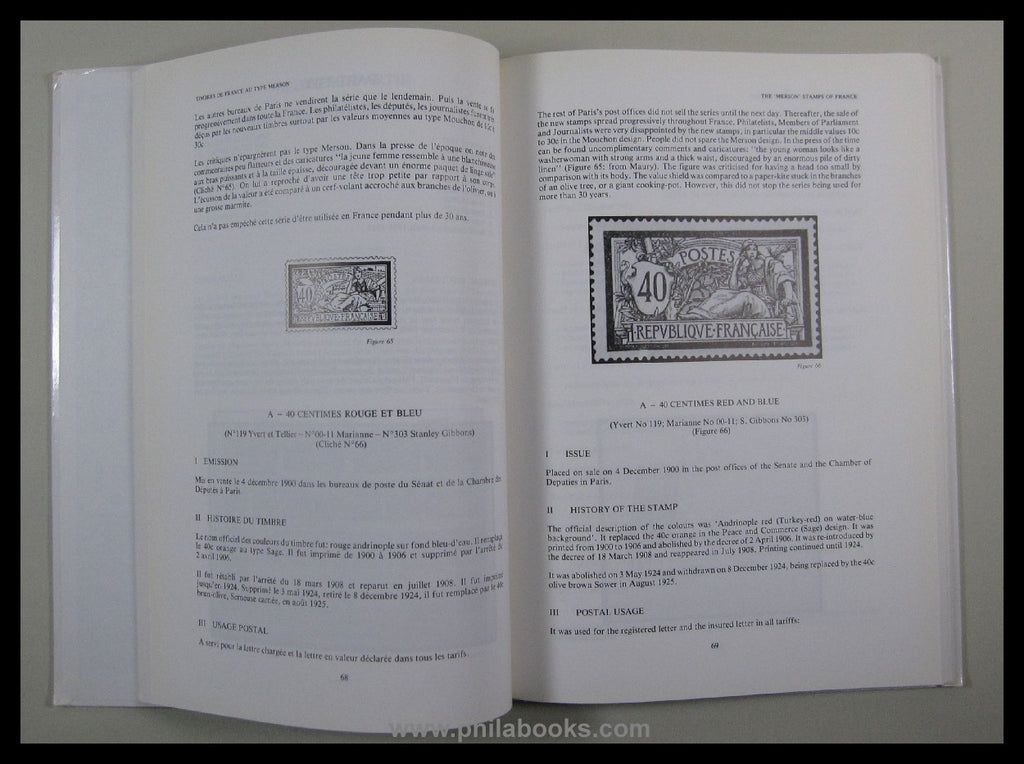 TIMBRES DE FRANCE AU TYPE MERSON
Les autres bureaux de Paris ne vendirent la série que le lendemain. Puis la vente se fit
progressivement dans toute la France. Les philatélistes, les députés, les journalistes furent très
déçus par les nouveaux timbres surtout par les valeurs moyennes au type Mouchon de 10c à
30c.
Les critiques n'épargnèrent pas le type Merson. Dans la presse de l'époque on note des
commentaires peu flatteurs et des caricatures "la jeune femme ressemble à une blanchisseuse
aux bras puissants et à la taille épaisse, découragée devant un énorme paquet de linge sale"
(Cliché N°65). On lui a reproché d'avoir une tête trop petite par rapport à son corps.
L'écusson de la valeur a été comparé à un cerf-volant accroché aux branches de l'olivier, ou à
une grosse marmite.
Cela n'a pas empêché cette série d'être utilisée en France pendant plus de 30 ans.
40
REPVBLIQVE FRANÇAISE
Figure 65
A – 40 CENTIMES ROUGE ET BLEU
(N°119 Yvert et Tellier – N°00-11 Marianne – N°303 Stanley Gibbons)
(Cliché N°66)
I EMISSION
Mis en vente le 4 décembre 1900 dans les bureaux de poste du Sénat et de la Chambre des
Députés à Paris
II HISTOIRE DU TIMBRE
Le nom officiel des couleurs du timbre fut: rouge andrinople sur fond bleu-d'eau. Il remplaça
le 40c orange au type Sage. Il fut imprimé de 1900 à 1906 et supprimé par l'arrêté du
2 avril 1906.
Il fut rétabli par l'arrêté du 18 mars 1908 et reparut en juillet 1908. Il fut imprimé
jusqu'en 1924. Supprimé le 3 mai 1924, retiré le 8 décembre 1924, il fut remplacé par le 40c
brun-olive, Semeuse camée, en août 1925.
III USAGE POSTAL
A servi pour la lettre chargée et la lettre en valeur déclarée dans tous les tarifs.
68
THE 'MERSON' STAMPS OF FRANCE
The rest of Paris's post offices did not sell the series until the next day. Thereafter, the sale of
the new stamps spread progressively throughout France. Philatelists, Members of Parliament
and Journalists were very disappointed by the new stamps, in particular the middle values 10c
to 30c in the Mouchon design. People did not spare the Merson design. In the press of the time
can be found uncomplimentary comments and caricatures: "the young woman looks like a
washerwoman with strong arms and a thick waist, discouraged by an enormous pile of dirty
linen" (Figure 65: from Maury). The figure was criticised for having a head too small by
comparison with its body. The value shield was compared to a paper-kite stuck in the branches
of an olive tree, or a giant cooking-pot. However, this did not stop the series being used for
more than 30 years.
POSTES
40
REPVBLIQVE·FRANÇAISE
Figure 66
A – 40 CENTIMES RED AND BLUE
(Yvert No 119; Marianne No 00-11; S. Gibbons No 305)
(Figure 66)
I ISSUE
Placed on sale on 4 December 1900 in the post offices of the Senate and the Chamber of
Deputies in Paris.
II HISTORY OF THE STAMP
The official description of the colours was 'Andrinople red (Turkey-red) on water-blue
background'. It replaced the 40c orange in the Peace and Commerce (Sage) design. It was
printed from 1900 to 1906 and abolished by the decree of 2 April 1906. It was re-introduced by
the decree of 18 March 1908 and reappeared in July 1908. Printing continued until 1924.
It was abolished on 3 May 1924 and withdrawn on 8 December 1924, being replaced by the 40c
olive brown Sower in August 1925.
III POSTAL USAGE
It was used for the registered letter and the insured letter in all tariffs:
69
www.philabooks.com